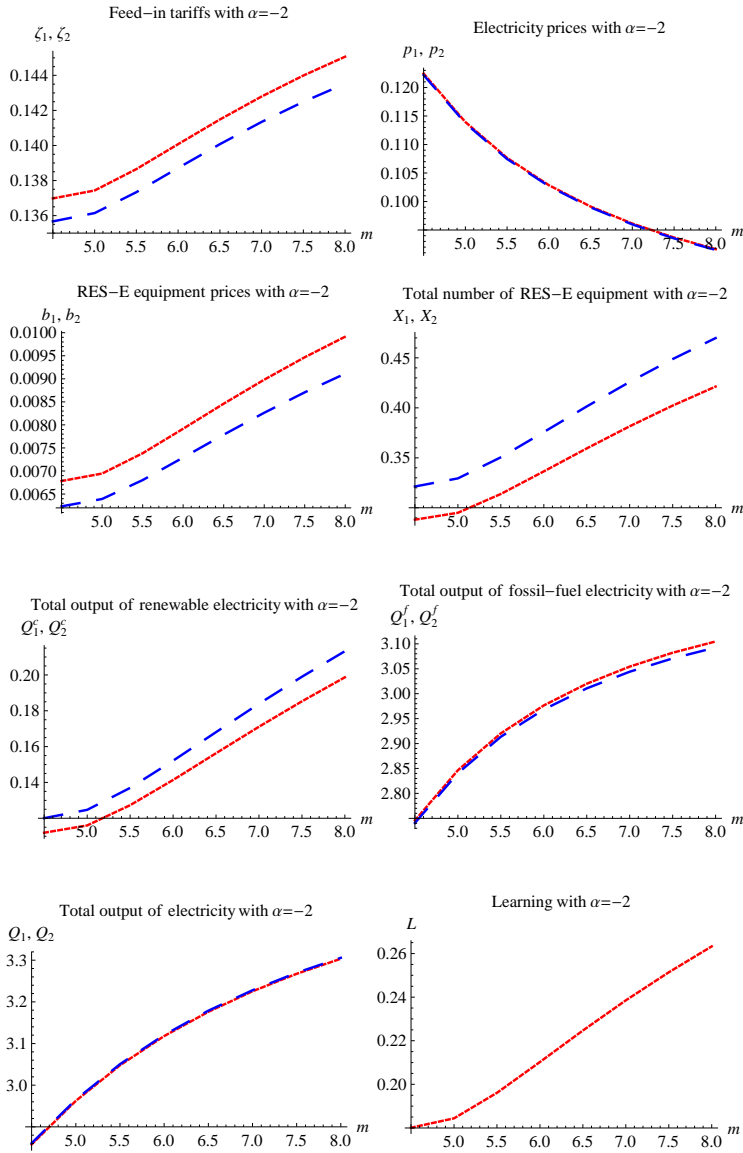 Feed−in tariffs with α=−2
ζ1, ζ2
0.144
0.142
0.140
0.138
0.136
5.0 5.5 6.0 6.5 7.0 7.5 8.0 m
Electricity prices with α=−2
p1, p2
0.120
0.115
0.110
0.105
0.100
5.0 5.5 6.0 6.5 7.0 7.5 8.0 m
RES−E equipment prices with α=−2
b1, b2
0.0100
0.0095
0.0090
0.0085
0.0080
0.0075
0.0070
0.0065
5.0 5.5 6.0 6.5 7.0 7.5 8.0 m
Total number of RES−E equipment with α=−2
X1, X2
0.45
0.40
0.35
5.0 5.5 6.0 6.5 7.0 7.5 8.0 m
Total output of renewable electricity with α=−2
Q1^c, Q2^c
0.20
0.18
0.16
0.14
5.0 5.5 6.0 6.5 7.0 7.5 8.0 m
Total output of fossil−fuel electricity with α=−2
Q1^f, Q2^f
3.10
3.05
3.00
2.95
2.90
2.85
2.80
5.0 5.5 6.0 6.5 7.0 7.5 8.0 m
Total output of electricity with α=−2
Q1, Q2
3.3
3.2
3.1
3.0
5.0 5.5 6.0 6.5 7.0 7.5 8.0 m
Learning with α=−2
L
0.26
0.24
0.22
0.20
5.0 5.5 6.0 6.5 7.0 7.5 8.0 m